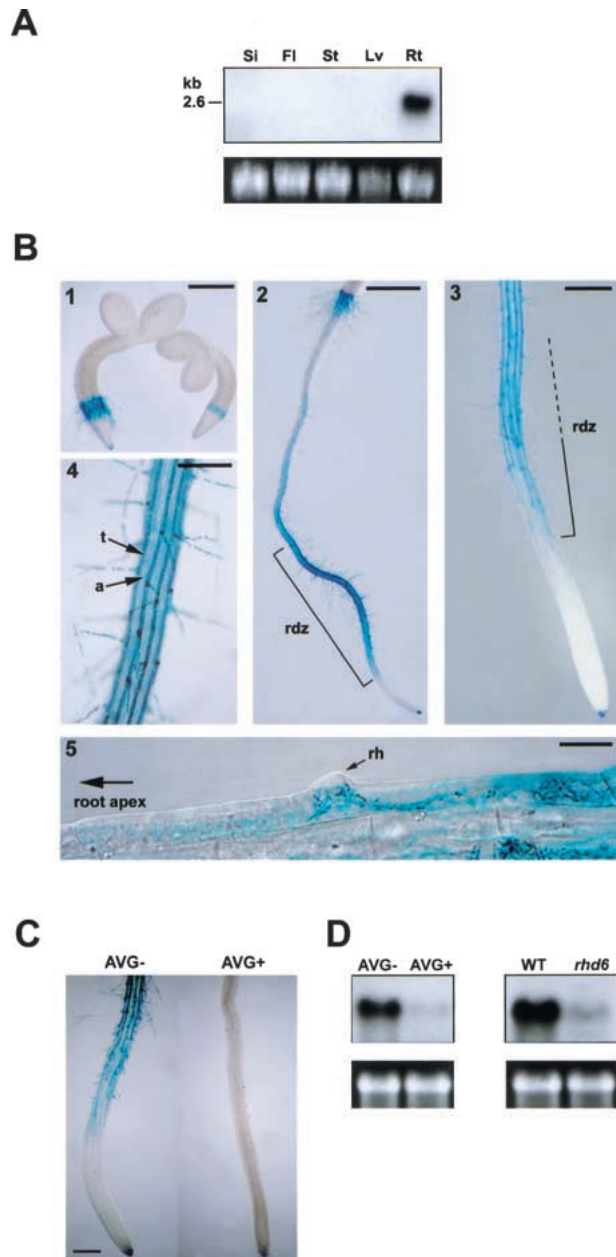 A
Si Fl St Lv Rt
kb
2.6
B
1
2
3
rdz
4
t
a
rdz
5
rh
root apex
C
AVG- AVG+
D
AVG- AVG+
WT rhd6